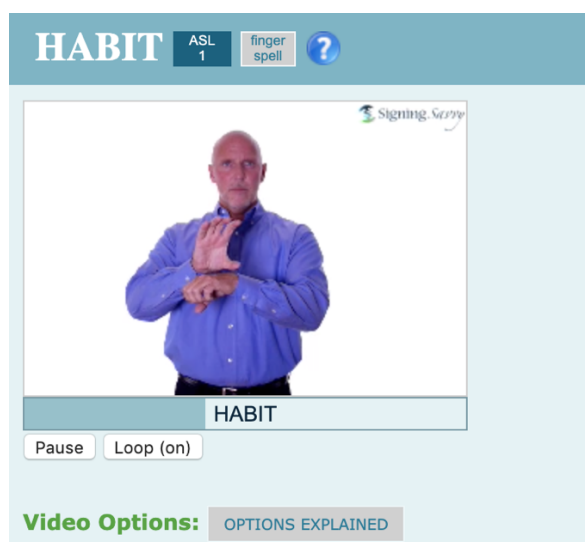 HABIT
ASL
1
finger
spell
?
Signing Savvy
HABIT
Pause
Loop (on)
Video Options:
OPTIONS EXPLAINED